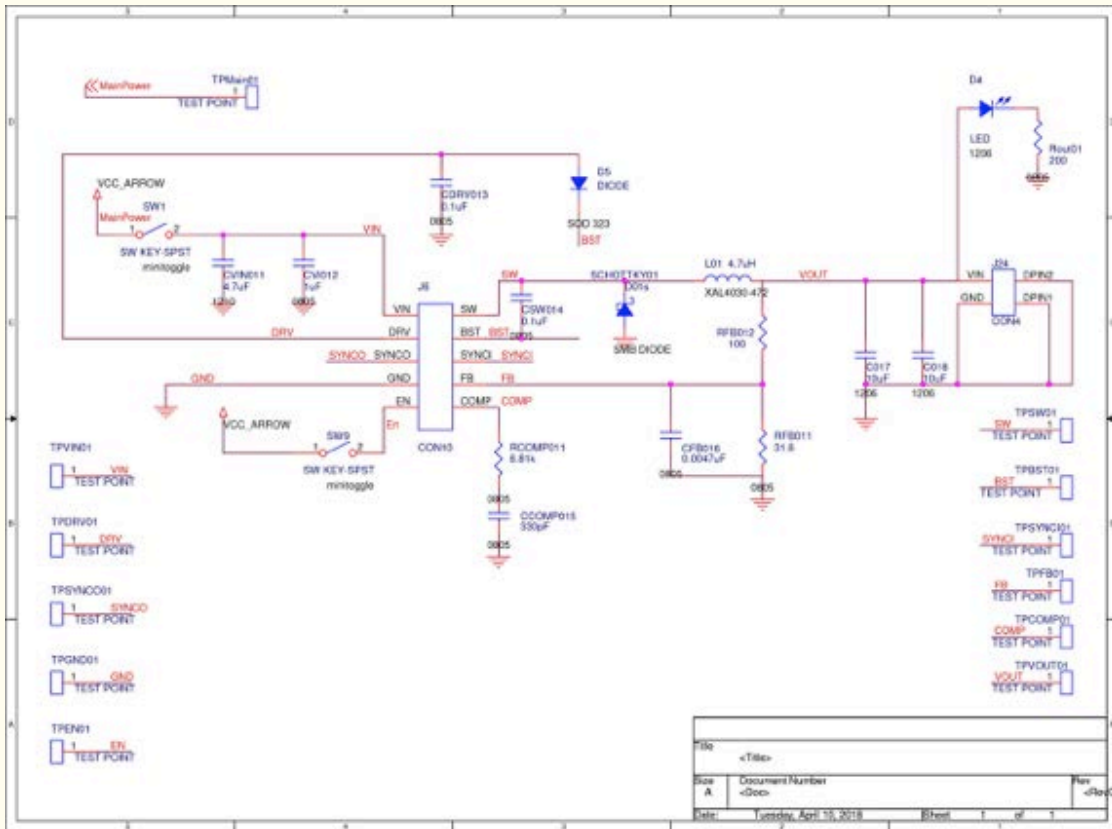 MainPower
TPMain01
1
TEST POINT
D4
LED
1206
Rout01
200
0805
VCC_ARROW
MainPower
SW1
1
2
SW KEY-SPST
minitoggle
VIN
CVIN011
4.7uF
1210
CVI012
1uF
0805
CDRV013
0.1uF
0805
D5
DIODE
SOD 323
BST
J6
VIN
SW
DRV
BST
SYNCO
SYNCI
GND
FB
EN
COMP
CON10
SW
DRV
BST
SYNCO
SYNCI
GND
FB
En
COMP
CSW014
0.1uF
0805
SCHOTTKY01
SMB DIODE
L01 4.7uH
XAL4030-472
VOUT
RFB012
100
RFB011
31.6
0805
CFB016
0.0047uF
0805
C017
10uF
1206
C018
10uF
1206
J24
VIN
DPIN2
GND
DPIN1
CON4
VCC_ARROW
SW9
1
2
SW KEY-SPST
minitoggle
RCOMP011
6.81k
0805
CCOMP015
330pF
0805
TPVIN01
1
VIN
TEST POINT
TPDRV01
1
DRV
TEST POINT
TPSYNCO01
1
SYNCO
TEST POINT
TPGND01
1
GND
TEST POINT
TPEN01
1
EN
TEST POINT
TPSW01
SW
1
TEST POINT
TPBST01
BST
1
TEST POINT
TPSYNCI01
SYNCI
1
TEST POINT
TPFB01
FB
1
TEST POINT
TPCOMP01
COMP
1
TEST POINT
TPVOUT01
VOUT
1
TEST POINT
Title
<Title>
Size
A
Document Number
<Doc>
Rev
Date:
Tuesday, April 10, 2018
Sheet
1
of
1